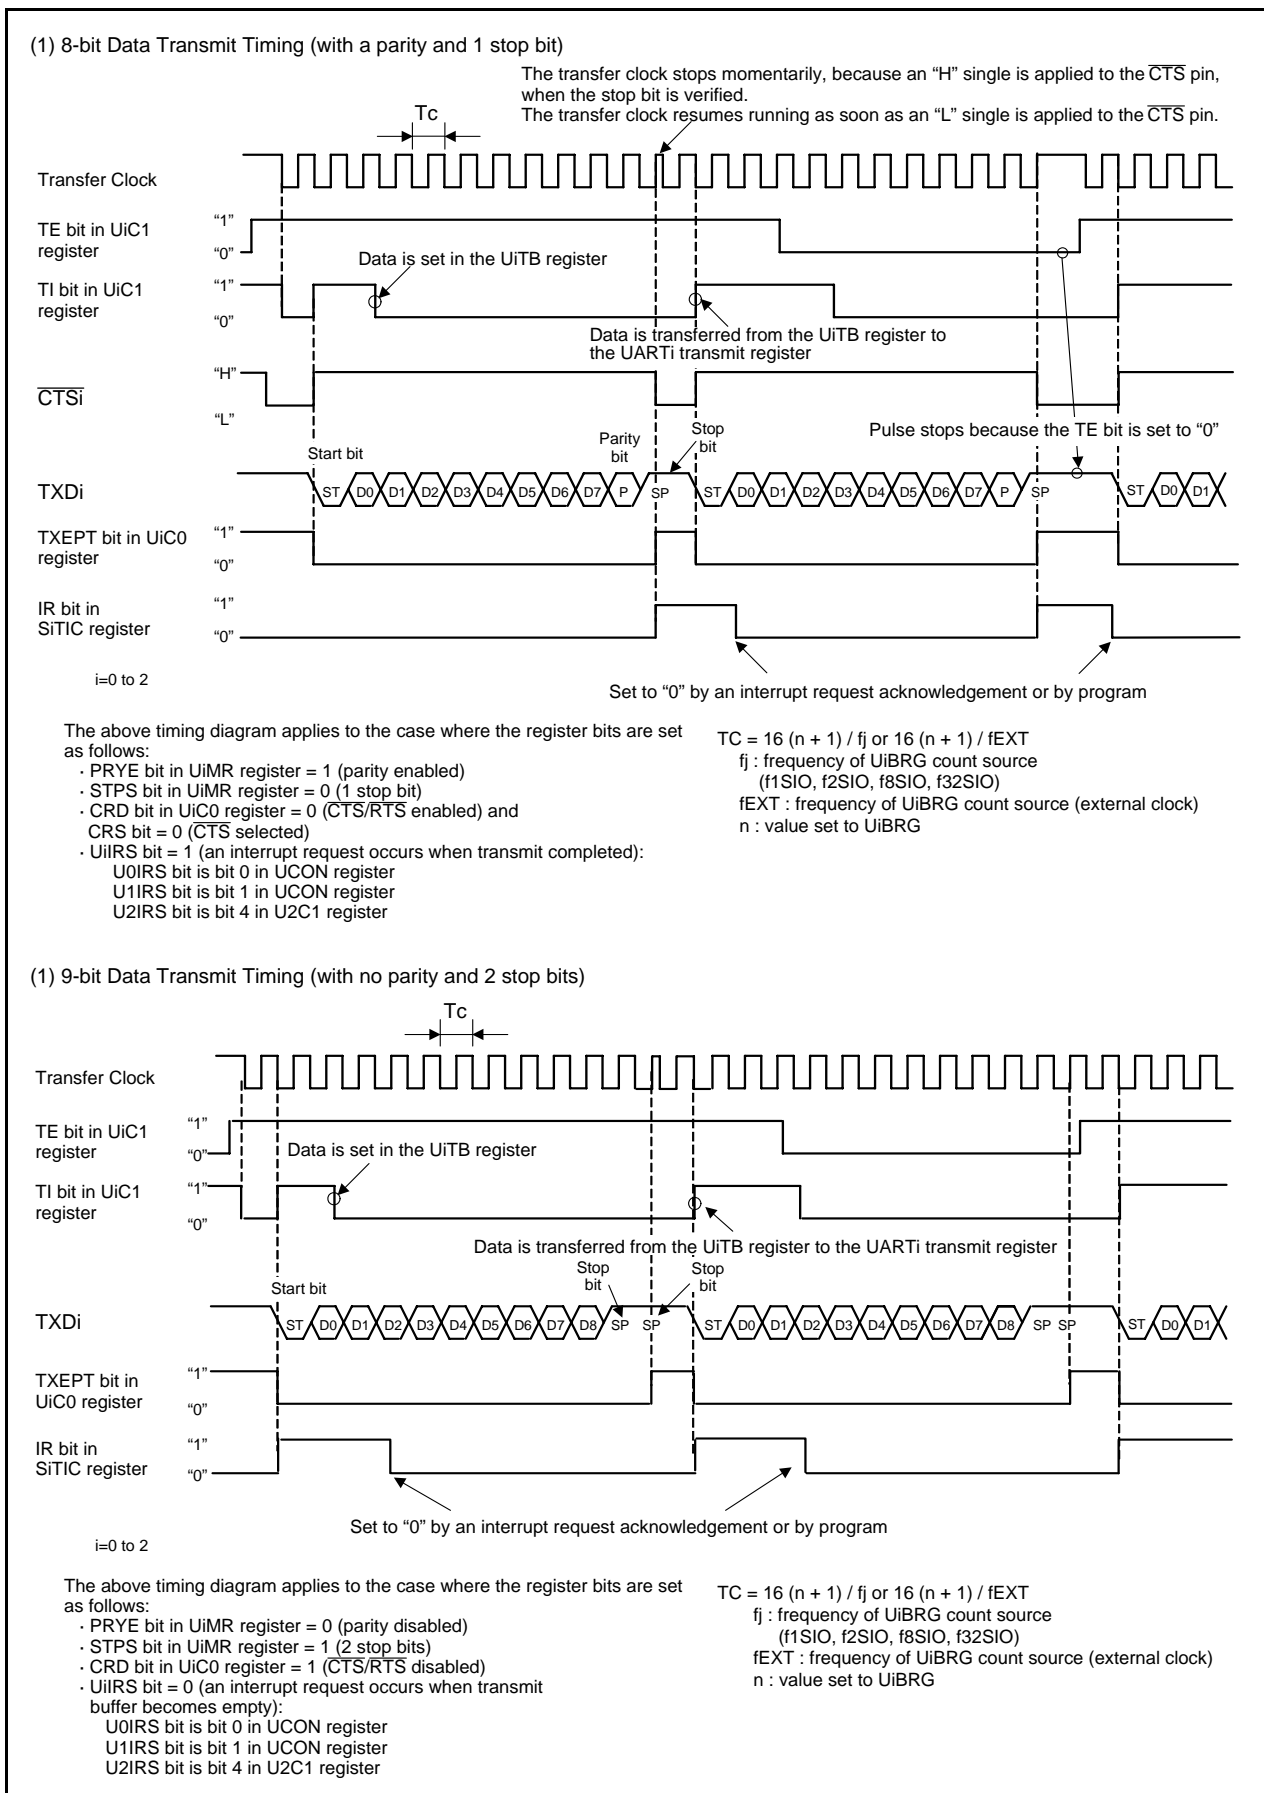 (1) 8-bit Data Transmit Timing (with a parity and 1 stop bit)
The transfer clock stops momentarily, because an “H” single is applied to the CTS pin,
when the stop bit is verified.
The transfer clock resumes running as soon as an “L” single is applied to the CTS pin.
Tc
Transfer Clock
TE bit in UiC1
register
“1”
“0”
Data is set in the UiTB register
TI bit in UiC1
register
“1”
“0”
Data is transferred from the UiTB register to
the UARTi transmit register
CTSi
“H”
“L”
Pulse stops because the TE bit is set to “0”
Start bit
Parity
bit
Stop
bit
TXDi
ST D0 D1 D2 D3 D4 D5 D6 D7 P SP ST D0 D1 D2 D3 D4 D5 D6 D7 P SP ST D0 D1
TXEPT bit in UiC0
register
“1”
“0”
IR bit in
SiTIC register
“1”
“0”
i=0 to 2
Set to “0” by an interrupt request acknowledgement or by program
The above timing diagram applies to the case where the register bits are set
as follows:
· PRYE bit in UiMR register = 1 (parity enabled)
· STPS bit in UiMR register = 0 (1 stop bit)
· CRD bit in UiC0 register = 0 (CTS/RTS enabled) and
CRS bit = 0 (CTS selected)
· UiIRS bit = 1 (an interrupt request occurs when transmit completed):
U0IRS bit is bit 0 in UCON register
U1IRS bit is bit 1 in UCON register
U2IRS bit is bit 4 in U2C1 register
TC = 16 (n + 1) / fj or 16 (n + 1) / fEXT
fj : frequency of UiBRG count source
(f1SIO, f2SIO, f8SIO, f32SIO)
fEXT : frequency of UiBRG count source (external clock)
n : value set to UiBRG
(1) 9-bit Data Transmit Timing (with no parity and 2 stop bits)
Tc
Transfer Clock
TE bit in UiC1
register
“1”
“0”
Data is set in the UiTB register
TI bit in UiC1
register
“1”
“0”
Data is transferred from the UiTB register to the UARTi transmit register
Start bit
Stop
bit
Stop
bit
TXDi
ST D0 D1 D2 D3 D4 D5 D6 D7 D8 SP SP ST D0 D1 D2 D3 D4 D5 D6 D7 D8 SP SP ST D0 D1
TXEPT bit in
UiC0 register
“1”
“0”
IR bit in
SiTIC register
“1”
“0”
Set to “0” by an interrupt request acknowledgement or by program
i=0 to 2
The above timing diagram applies to the case where the register bits are set
as follows:
· PRYE bit in UiMR register = 0 (parity disabled)
· STPS bit in UiMR register = 1 (2 stop bits)
· CRD bit in UiC0 register = 1 (CTS/RTS disabled)
· UiIRS bit = 0 (an interrupt request occurs when transmit
buffer becomes empty):
U0IRS bit is bit 0 in UCON register
U1IRS bit is bit 1 in UCON register
U2IRS bit is bit 4 in U2C1 register
TC = 16 (n + 1) / fj or 16 (n + 1) / fEXT
fj : frequency of UiBRG count source
(f1SIO, f2SIO, f8SIO, f32SIO)
fEXT : frequency of UiBRG count source (external clock)
n : value set to UiBRG